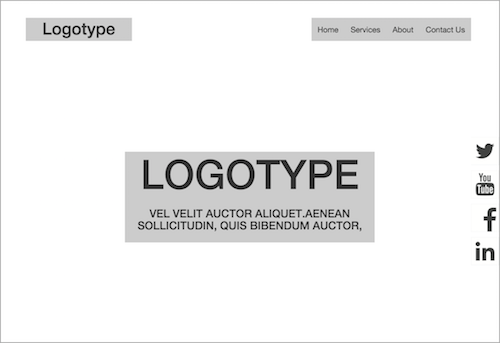 Logotype
Home Services About Contact Us
LOGOTYPE
VEL VELIT AUCTOR ALIQUET.AENEAN
SOLLICITUDIN, QUIS BIBENDUM AUCTOR,
You
Tube
f
in